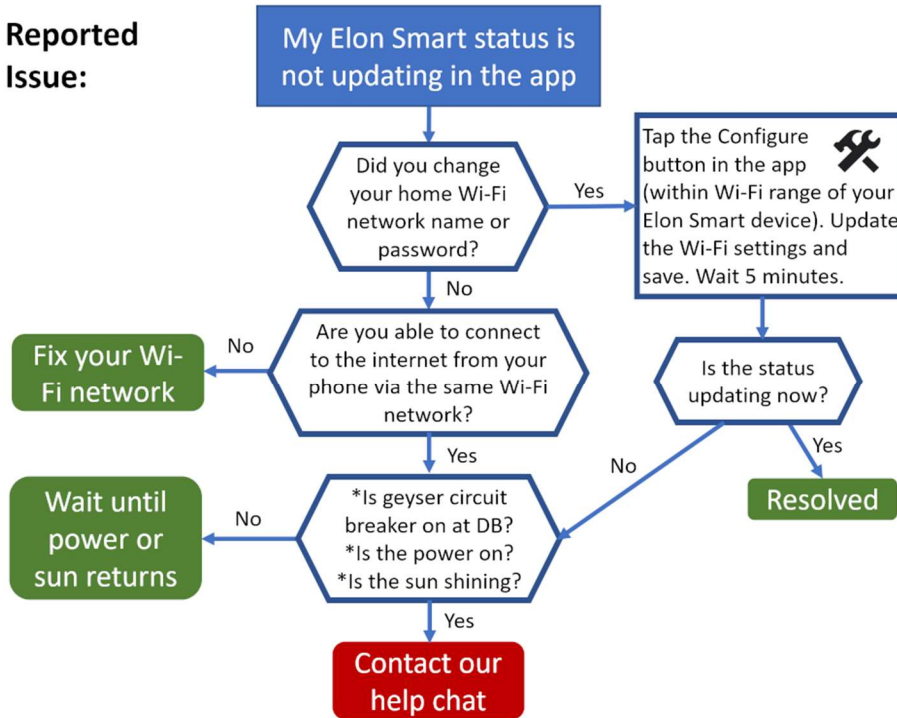 Reported
Issue:
My Elon Smart status is
not updating in the app
Did you change
your home Wi-Fi
network name or
password?
Yes
Tap the Configure
button in the app
(within Wi-Fi range of your
Elon Smart device). Update
the Wi-Fi settings and
save. Wait 5 minutes.
No
Are you able to connect
to the internet from your
phone via the same Wi-Fi
network?
No
Fix your Wi-
Fi network
Is the status
updating now?
Yes
Resolved
No
Yes
*Is geyser circuit
breaker on at DB?
*Is the power on?
*Is the sun shining?
No
Wait until
power or
sun returns
Yes
Contact our
help chat